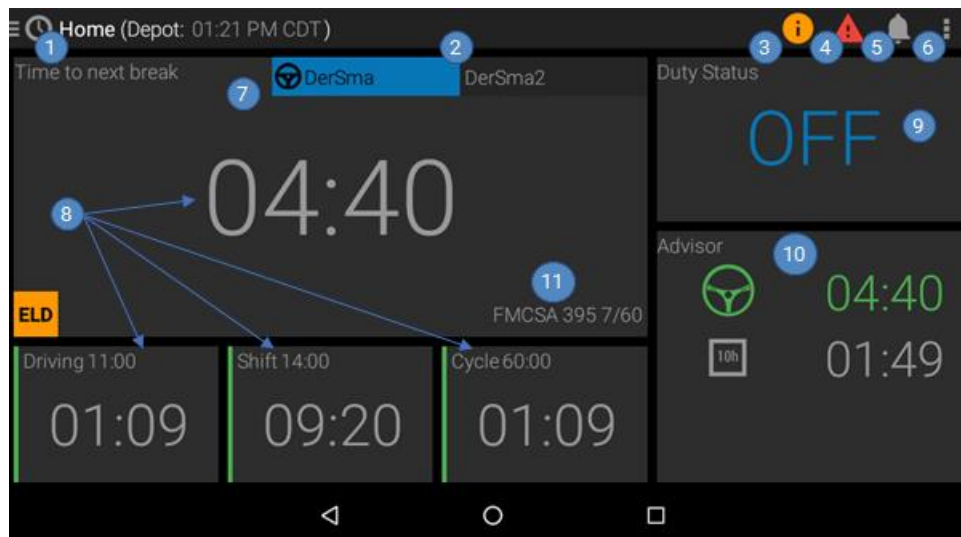 Home (Depot: 01:21 PM CDT)
1
2
3
4
5
6
Time to next break
7
DerSma
DerSma2
Duty Status
OFF
9
04:40
8
Advisor
10
04:40
11
ELD
FMCSA 395 7/60
10h
01:49
Driving 11:00
Shift 14:00
Cycle 60:00
01:09
09:20
01:09